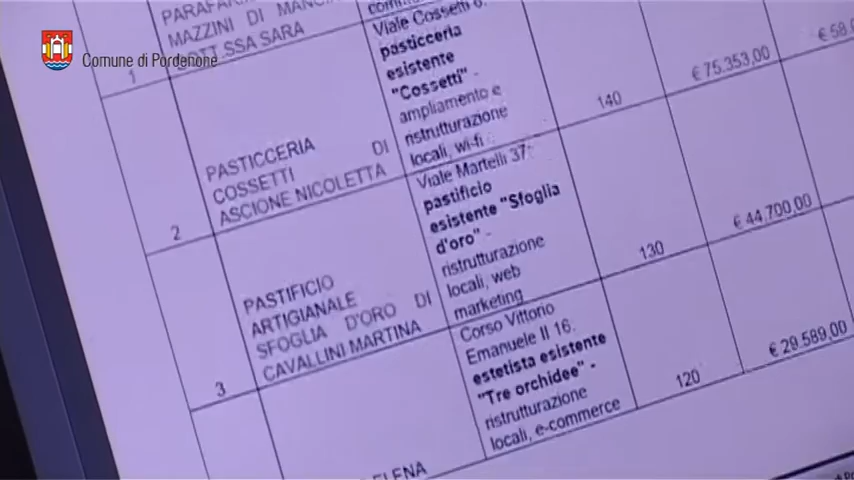 Comune di Pordenone
MAZZINI DI
DOTT.SSA SARA
1
Viale Cossetti 6:
pasticceria
esistente
"Cossetti" -
ampliamento e
ristrutturazione
locali, wi-fi
140
€ 75.353,00
€ 58.
2
PASTICCERIA DI
COSSETTI
ASCIONE NICOLETTA
Viale Martelli 37:
pastificio
esistente "Sfoglia
d'oro" -
ristrutturazione
locali, web
marketing
130
€ 44.700,00
3
PASTIFICIO
ARTIGIANALE
SFOGLIA D'ORO DI
CAVALLINI MARTINA
Corso Vittorio
Emanuele II 16.
estetista esistente
"Tre orchidee" -
ristrutturazione
locali, e-commerce
120
€ 29.589,00
ELENA